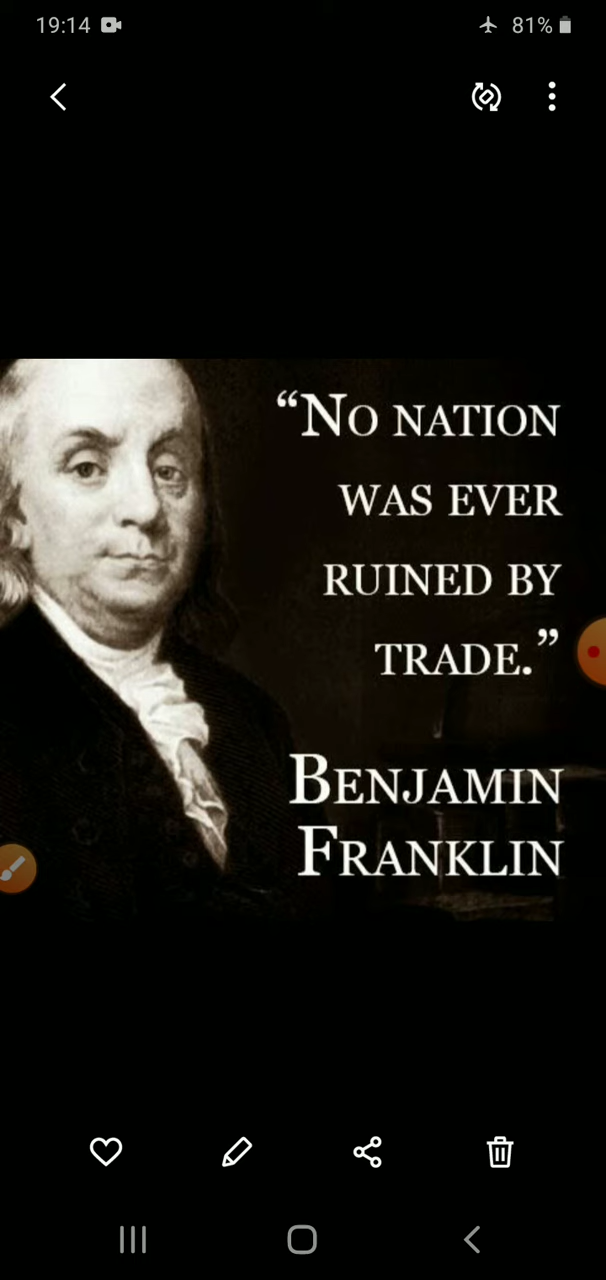 19:14 81%
“No nation
was ever
ruined by
trade.”
Benjamin
Franklin